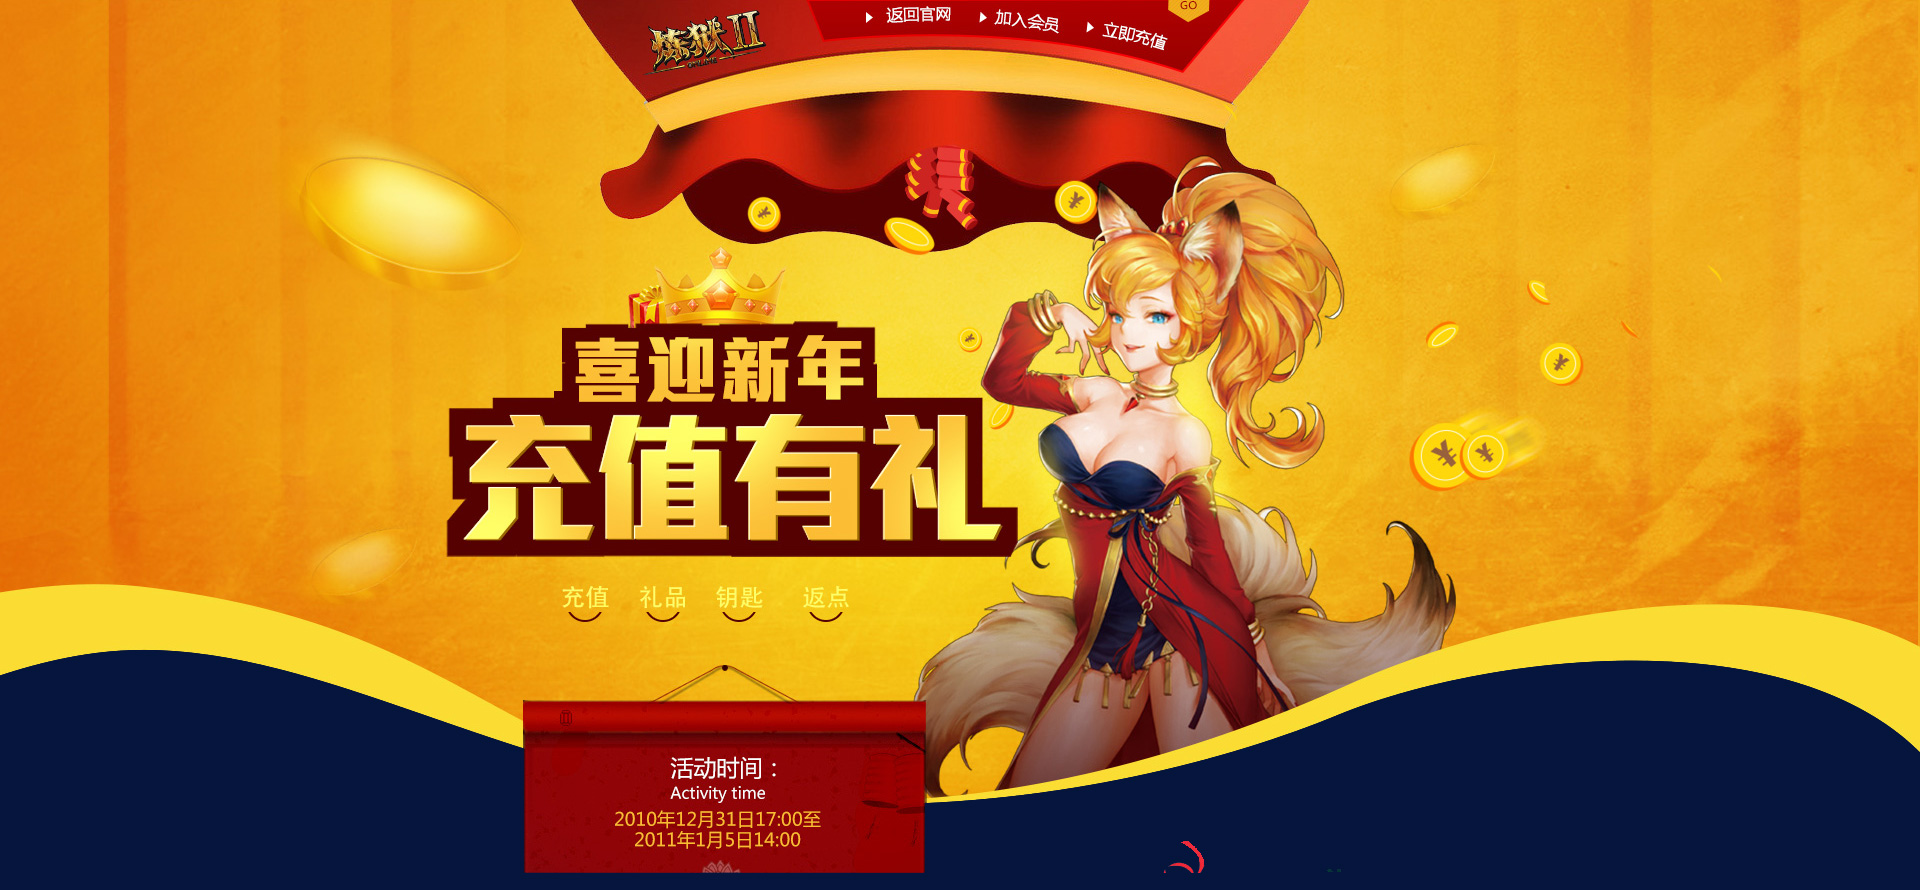 炼狱II
ONLINE
返回官网
加入会员
立即充值
GO
喜迎新年
充值有礼
充值 礼品 钥匙 返点
活动时间：
Activity time
2010年12月31日17:00至
2011年1月5日14:00